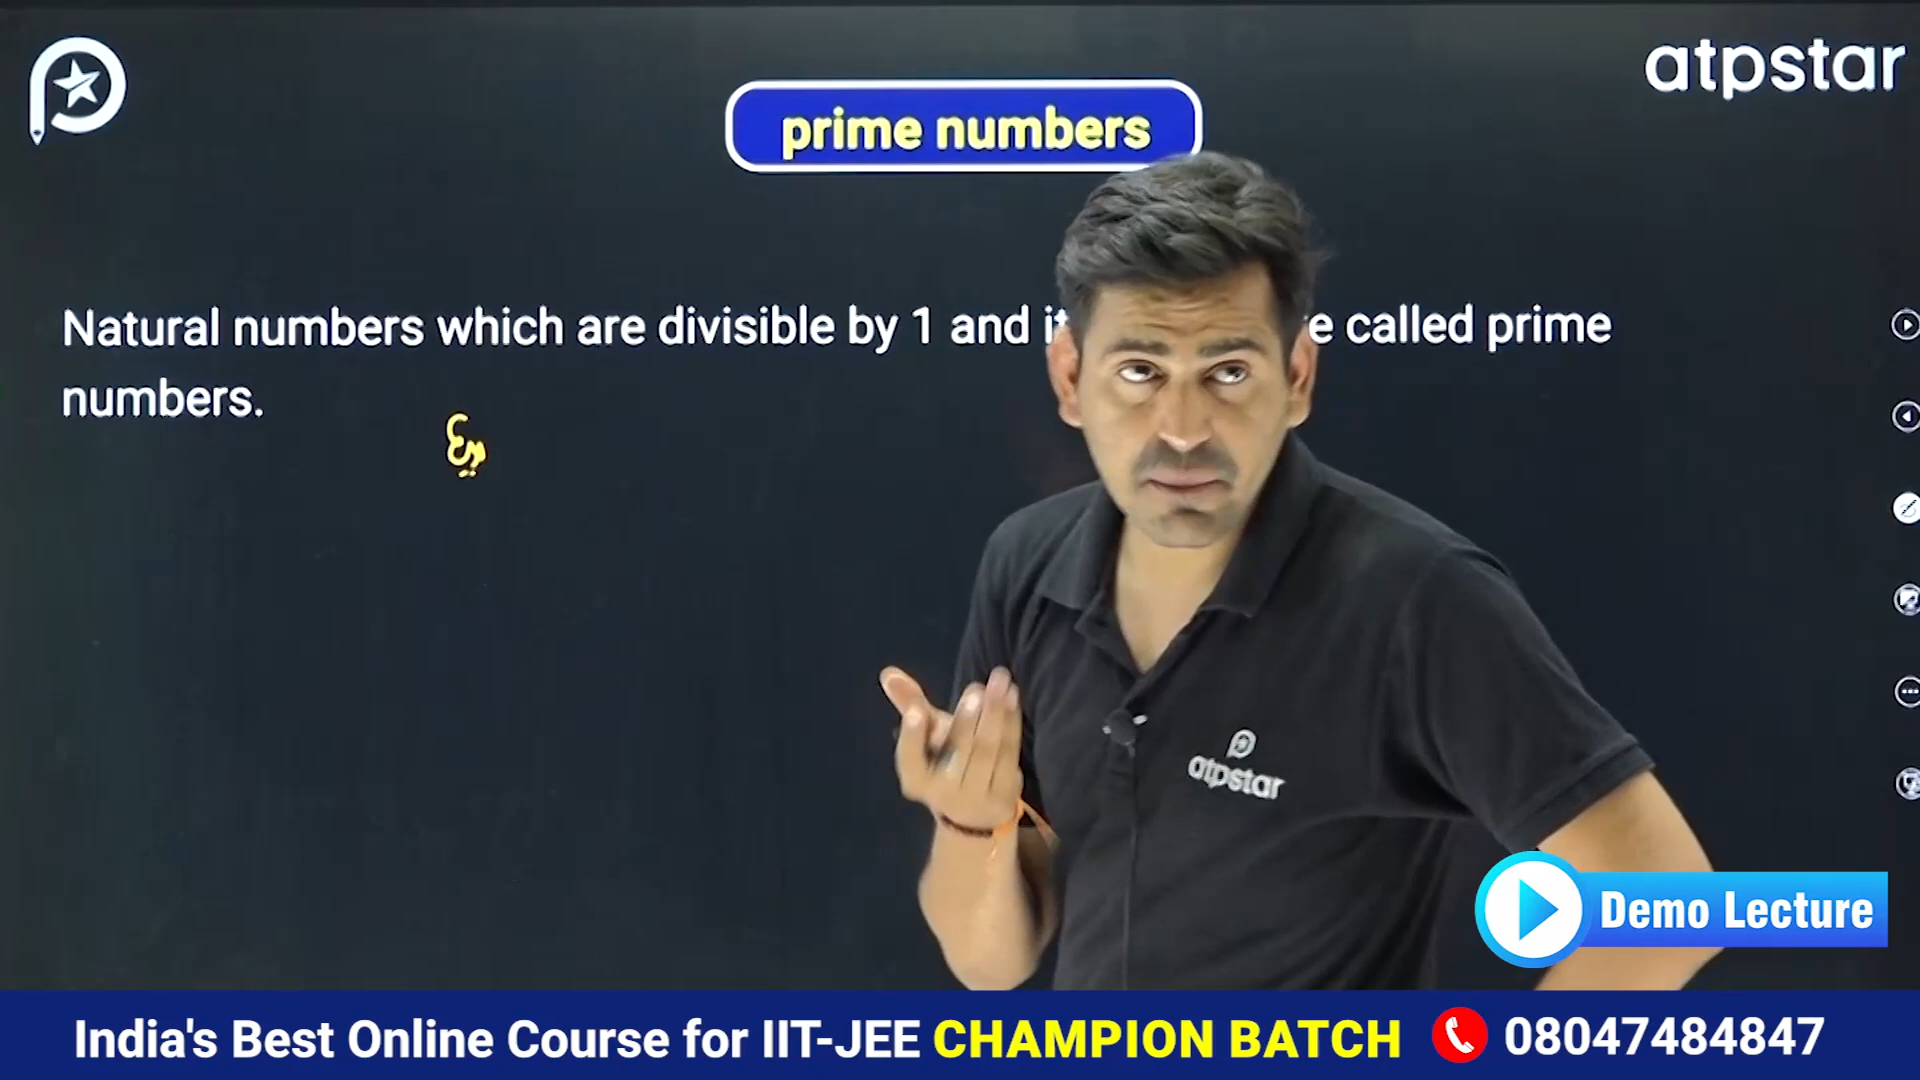 atpstar
prime numbers
Natural numbers which are divisible by 1 and called prime
numbers.
Ex:
atpstar
Demo Lecture
India's Best Online Course for IIT-JEE CHAMPION BATCH 08047484847